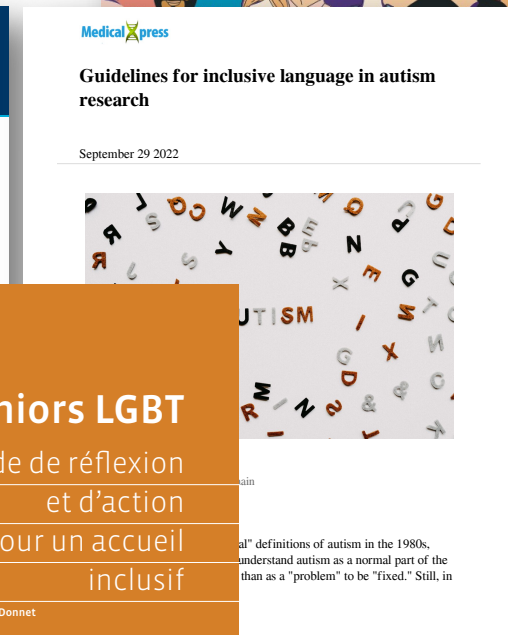 Medical Xpress
Guidelines for inclusive language in autism
research
September 29 2022
UTISM
niors LGBT
de de réflexion
et d'action
our un accueil
inclusif
Donnet
ain
al" definitions of autism in the 1980s,
understand autism as a normal part of the
than as a "problem" to be "fixed." Still, in